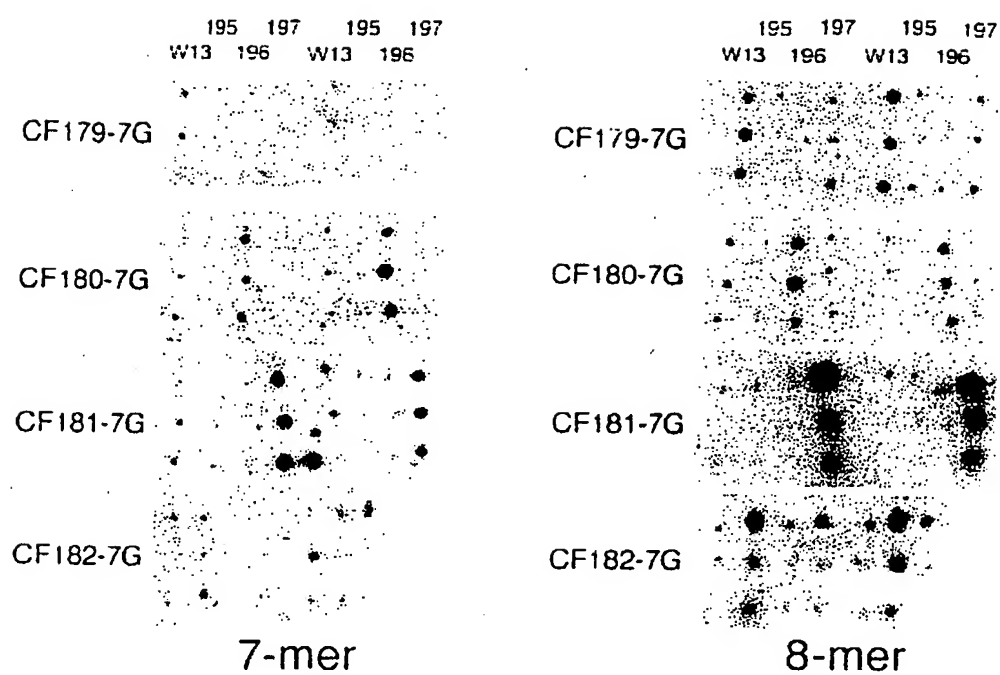 195 197 195 197
W13 196 W13 196
CF179-7G
CF180-7G
CF181-7G
CF182-7G
7-mer
195 197 195 197
W13 196 W13 196
CF179-7G
CF180-7G
CF181-7G
CF182-7G
8-mer